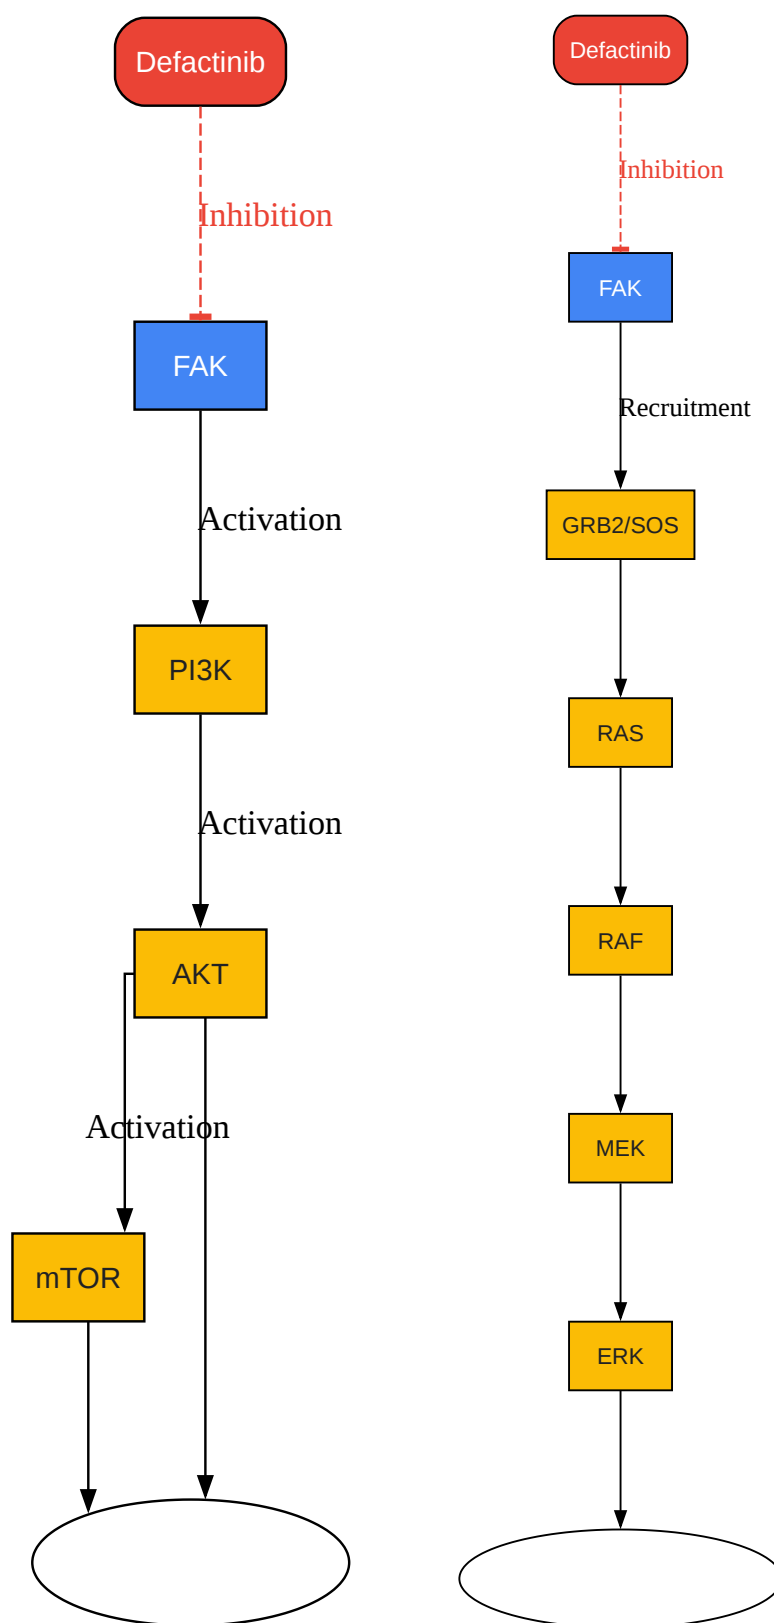 Defactinib
Inhibition
FAK
Activation
PI3K
Activation
AKT
Activation
mTOR
Defactinib
Inhibition
FAK
Recruitment
GRB2/SOS
RAS
RAF
MEK
ERK